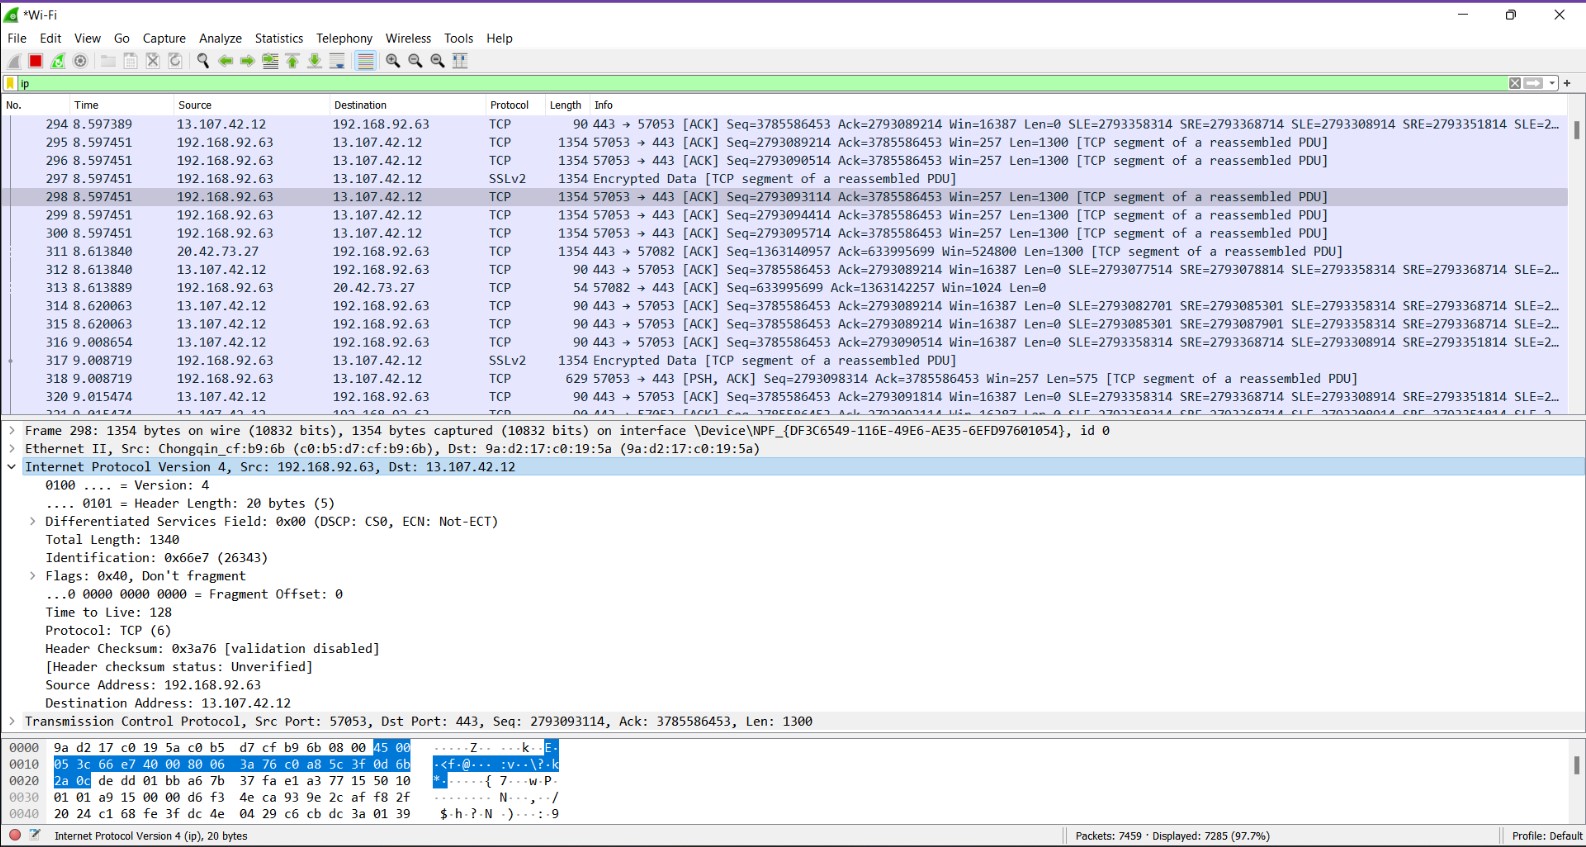 *Wi-Fi
File Edit View Go Capture Analyze Statistics Telephony Wireless Tools Help
ip
No. Time Source Destination Protocol Length Info
294 8.597389 13.107.42.12 192.168.92.63 TCP 90 443 → 57053 [ACK] Seq=3785586453 Ack=2793089214 Win=16387 Len=0 SLE=2793358314 SRE=2793368714 SLE=2793308914 SRE=2793351814 SLE=2…
295 8.597451 192.168.92.63 13.107.42.12 TCP 1354 57053 → 443 [ACK] Seq=2793089214 Ack=3785586453 Win=257 Len=1300 [TCP segment of a reassembled PDU]
296 8.597451 192.168.92.63 13.107.42.12 TCP 1354 57053 → 443 [ACK] Seq=2793090514 Ack=3785586453 Win=257 Len=1300 [TCP segment of a reassembled PDU]
297 8.597451 192.168.92.63 13.107.42.12 SSLv2 1354 Encrypted Data [TCP segment of a reassembled PDU]
298 8.597451 192.168.92.63 13.107.42.12 TCP 1354 57053 → 443 [ACK] Seq=2793093114 Ack=3785586453 Win=257 Len=1300 [TCP segment of a reassembled PDU]
299 8.597451 192.168.92.63 13.107.42.12 TCP 1354 57053 → 443 [ACK] Seq=2793094414 Ack=3785586453 Win=257 Len=1300 [TCP segment of a reassembled PDU]
300 8.597451 192.168.92.63 13.107.42.12 TCP 1354 57053 → 443 [ACK] Seq=2793095714 Ack=3785586453 Win=257 Len=1300 [TCP segment of a reassembled PDU]
311 8.613840 20.42.73.27 192.168.92.63 TCP 1354 443 → 57082 [ACK] Seq=1363140957 Ack=633995699 Win=524800 Len=1300 [TCP segment of a reassembled PDU]
312 8.613840 13.107.42.12 192.168.92.63 TCP 90 443 → 57053 [ACK] Seq=3785586453 Ack=2793089214 Win=16387 Len=0 SLE=2793077514 SRE=2793078814 SLE=2793358314 SRE=2793368714 SLE=2…
313 8.613889 192.168.92.63 20.42.73.27 TCP 54 57082 → 443 [ACK] Seq=633995699 Ack=1363142257 Win=1024 Len=0
314 8.620063 13.107.42.12 192.168.92.63 TCP 90 443 → 57053 [ACK] Seq=3785586453 Ack=2793089214 Win=16387 Len=0 SLE=2793082701 SRE=2793085301 SLE=2793358314 SRE=2793368714 SLE=2…
315 8.620063 13.107.42.12 192.168.92.63 TCP 90 443 → 57053 [ACK] Seq=3785586453 Ack=2793089214 Win=16387 Len=0 SLE=2793085301 SRE=2793087901 SLE=2793358314 SRE=2793368714 SLE=2…
316 9.008654 13.107.42.12 192.168.92.63 TCP 90 443 → 57053 [ACK] Seq=3785586453 Ack=2793090514 Win=16387 Len=0 SLE=2793358314 SRE=2793368714 SLE=2793308914 SRE=2793351814 SLE=2…
317 9.008719 192.168.92.63 13.107.42.12 SSLv2 1354 Encrypted Data [TCP segment of a reassembled PDU]
318 9.008719 192.168.92.63 13.107.42.12 TCP 629 57053 → 443 [PSH, ACK] Seq=2793098314 Ack=3785586453 Win=257 Len=575 [TCP segment of a reassembled PDU]
320 9.015474 13.107.42.12 192.168.92.63 TCP 90 443 → 57053 [ACK] Seq=3785586453 Ack=2793091814 Win=16387 Len=0 SLE=2793358314 SRE=2793368714 SLE=2793308914 SRE=2793351814 SLE=2…
Frame 298: 1354 bytes on wire (10832 bits), 1354 bytes captured (10832 bits) on interface \Device\NPF_{DF3C6549-116E-49E6-AE35-6EFD97601054}, id 0
Ethernet II, Src: Chongqin_cf:b9:6b (c0:b5:d7:cf:b9:6b), Dst: 9a:d2:17:c0:19:5a (9a:d2:17:c0:19:5a)
Internet Protocol Version 4, Src: 192.168.92.63, Dst: 13.107.42.12
0100 .... = Version: 4
.... 0101 = Header Length: 20 bytes (5)
Differentiated Services Field: 0x00 (DSCP: CS0, ECN: Not-ECT)
Total Length: 1340
Identification: 0x66e7 (26343)
Flags: 0x40, Don't fragment
...0 0000 0000 0000 = Fragment Offset: 0
Time to Live: 128
Protocol: TCP (6)
Header Checksum: 0x3a76 [validation disabled]
[Header checksum status: Unverified]
Source Address: 192.168.92.63
Destination Address: 13.107.42.12
Transmission Control Protocol, Src Port: 57053, Dst Port: 443, Seq: 2793093114, Ack: 3785586453, Len: 1300
0000 9a d2 17 c0 19 5a c0 b5 d7 cf b9 6b 08 00 45 00 ·····Z·· ···k··E·
0010 05 3c 66 e7 40 00 80 06 3a 76 c0 a8 5c 3f 0d 6b ·<f·@··· :v··\?·k
0020 2a 0c de dd 01 bb a6 7b 37 fa e1 a3 77 15 50 10 *······{ 7···w·P·
0030 01 01 a9 15 00 00 d6 f3 4e ca 93 9e 2c af f8 2f ········ N···,··/
0040 20 24 c1 68 fe 3f dc 4e 04 29 c6 cb dc 3a 01 39 $·h·?·N ·)···:·9
Internet Protocol Version 4 (ip), 20 bytes Packets: 7459 · Displayed: 7285 (97.7%) Profile: Default